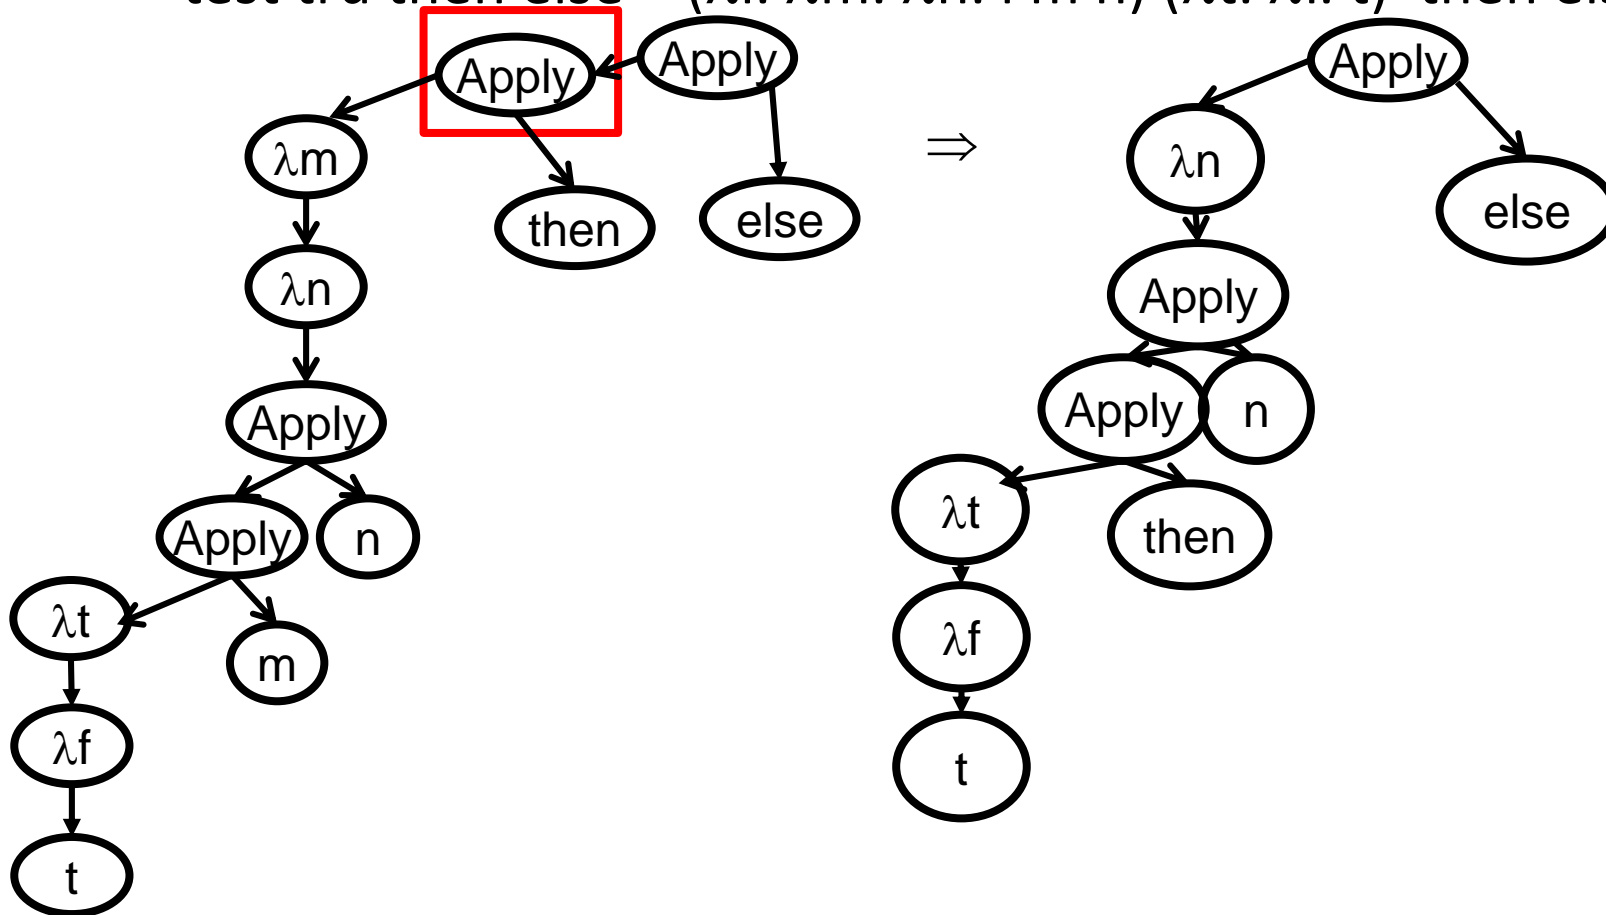 Apply
Apply
λm
then
else
λn
Apply
Apply
n
λt
m
λf
t
⇒
Apply
λn
else
Apply
Apply
n
λt
then
λf
t